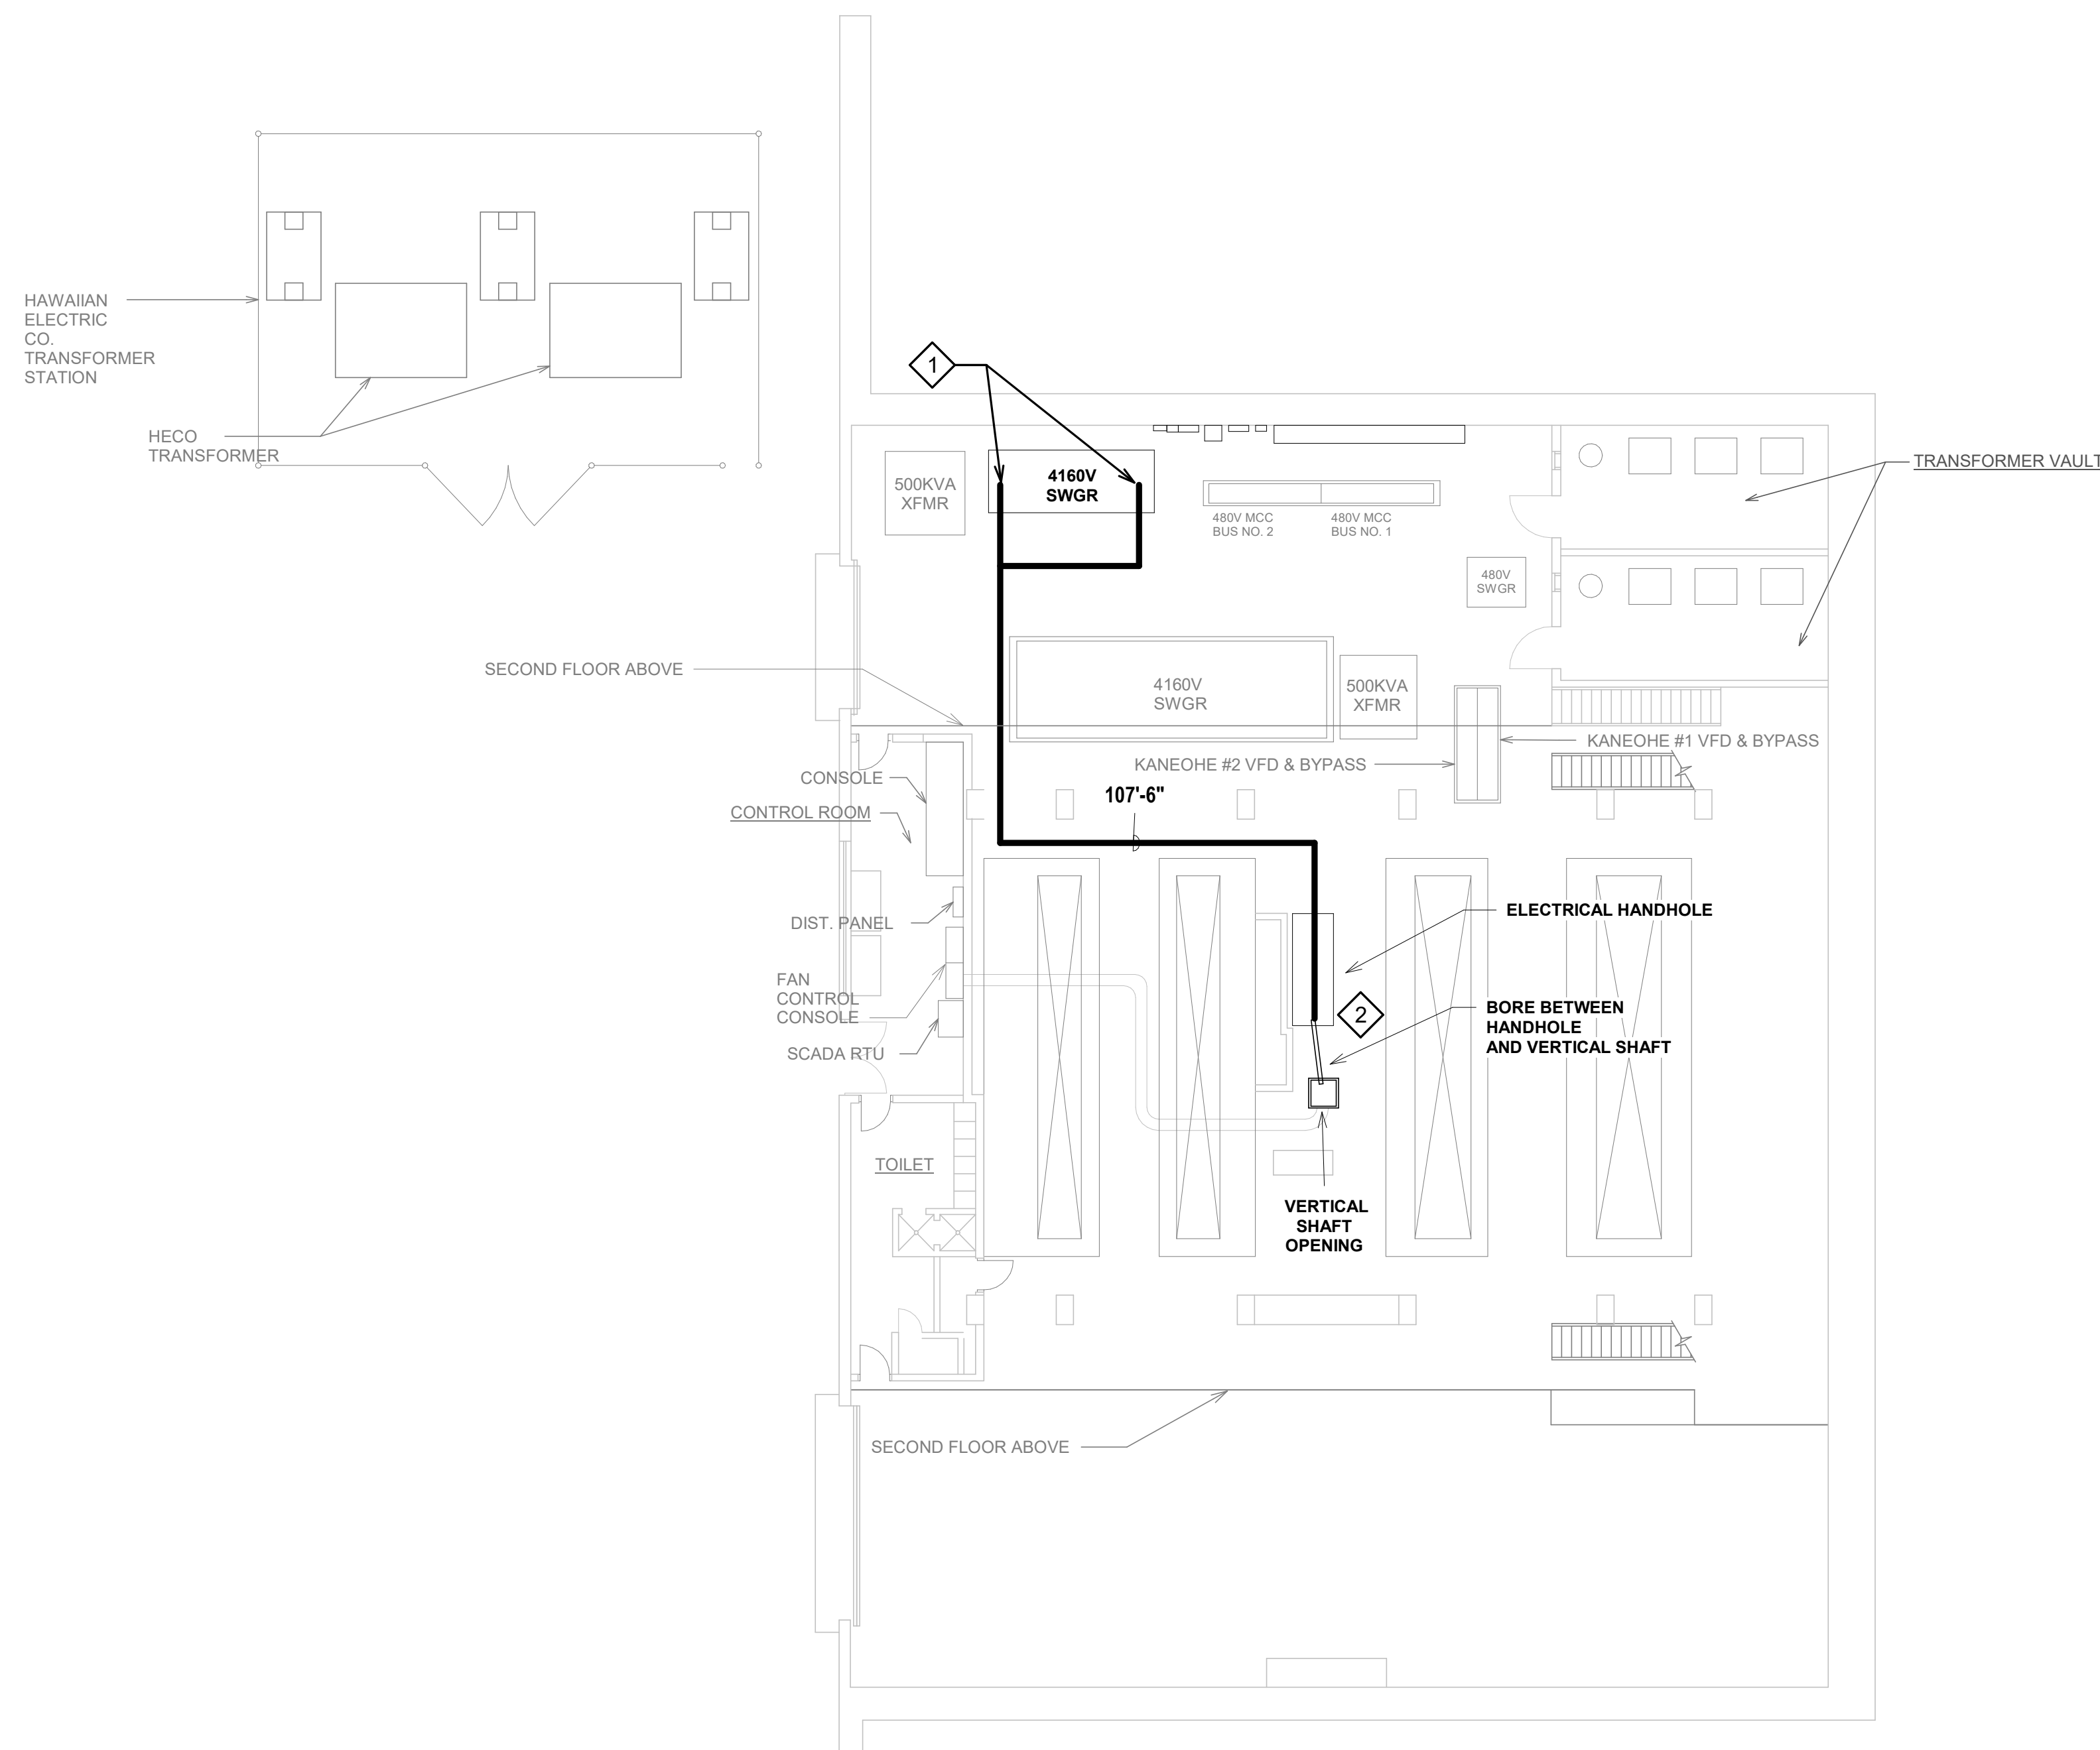 1
HAWAIIAN
ELECTRIC
CO.
TRANSFORMER
STATION
HECO
TRANSFORMER
500KVA
XFMR
4160V
SWGR
480V MCC
BUS NO. 2
480V MCC
BUS NO. 1
TRANSFORMER VAULT
480V
SWGR
SECOND FLOOR ABOVE
4160V
SWGR
500KVA
XFMR
KANEOHE #1 VFD & BYPASS
KANEOHE #2 VFD & BYPASS
CONSOLE
107'-6"
CONTROL ROOM
DIST. PANEL
ELECTRICAL HANDHOLE
FAN
CONTROL
CONSOLE
2
BORE BETWEEN
HANDHOLE
AND VERTICAL SHAFT
SCADA RTU
TOILET
VERTICAL
SHAFT
OPENING
SECOND FLOOR ABOVE